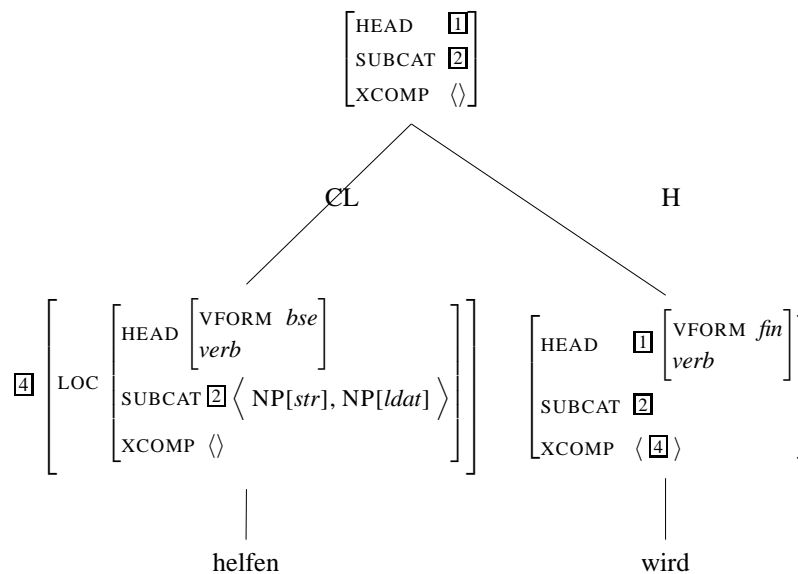 HEAD 1
SUBCAT 2
XCOMP ⟨⟩
CL H
HEAD [VFORM bse verb]
4 LOC
SUBCAT 2 ⟨ NP[str], NP[ldat] ⟩
XCOMP ⟨⟩
HEAD 1 [VFORM fin verb]
SUBCAT 2
XCOMP ⟨ 4 ⟩
helfen wird